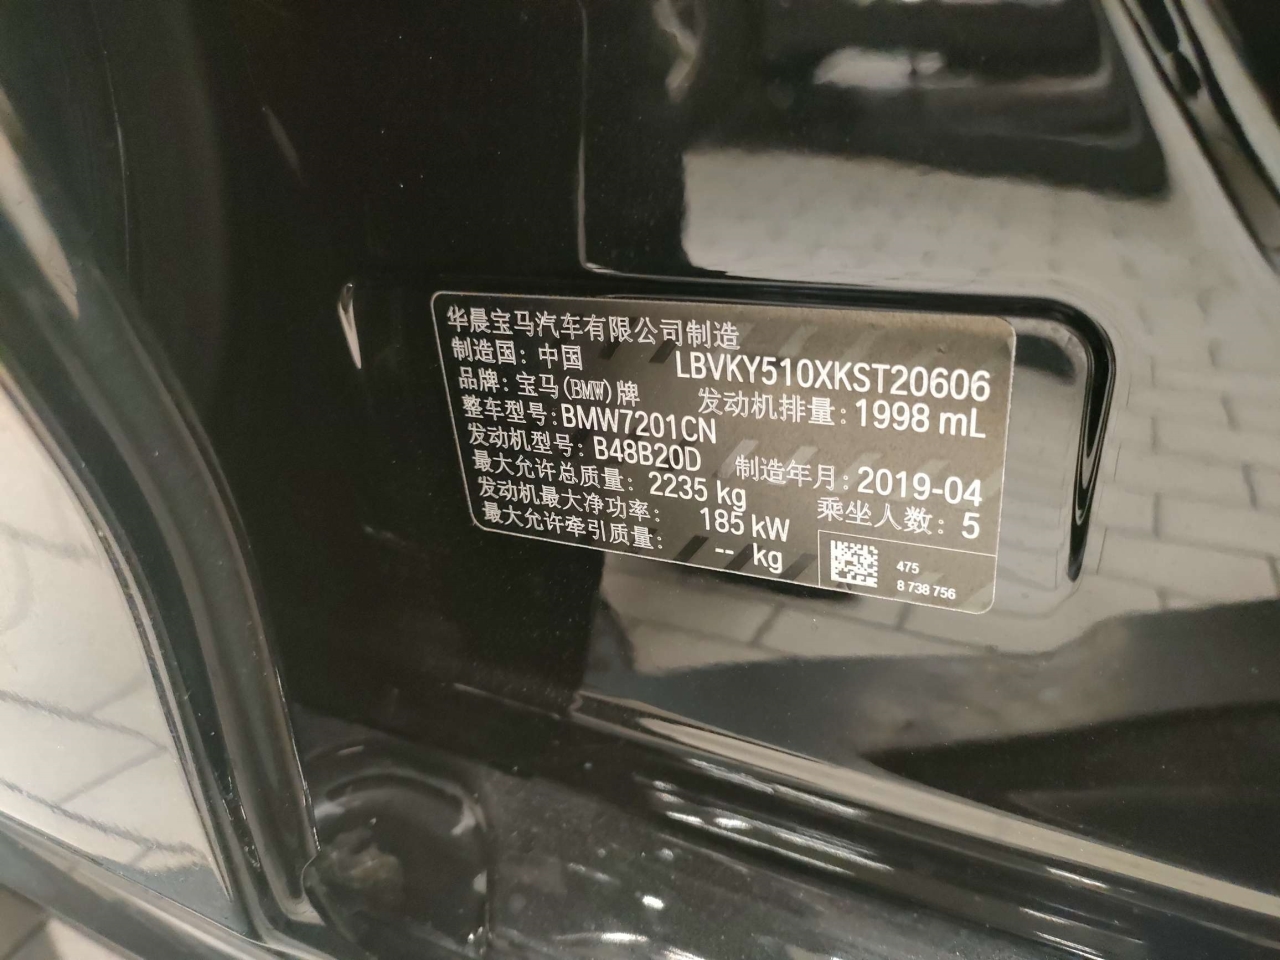 华晨宝马汽车有限公司制造
制造国：中国 LBVKY510XKST20606
品牌：宝马(BMW)牌 发动机排量：1998 mL
整车型号：BMW7201CN
发动机型号：B48B20D 制造年月：2019-04
最大允许总质量：2235 kg 乘坐人数：5
发动机最大净功率： 185 kW
最大允许牵引质量： -- kg
475
8 738 756